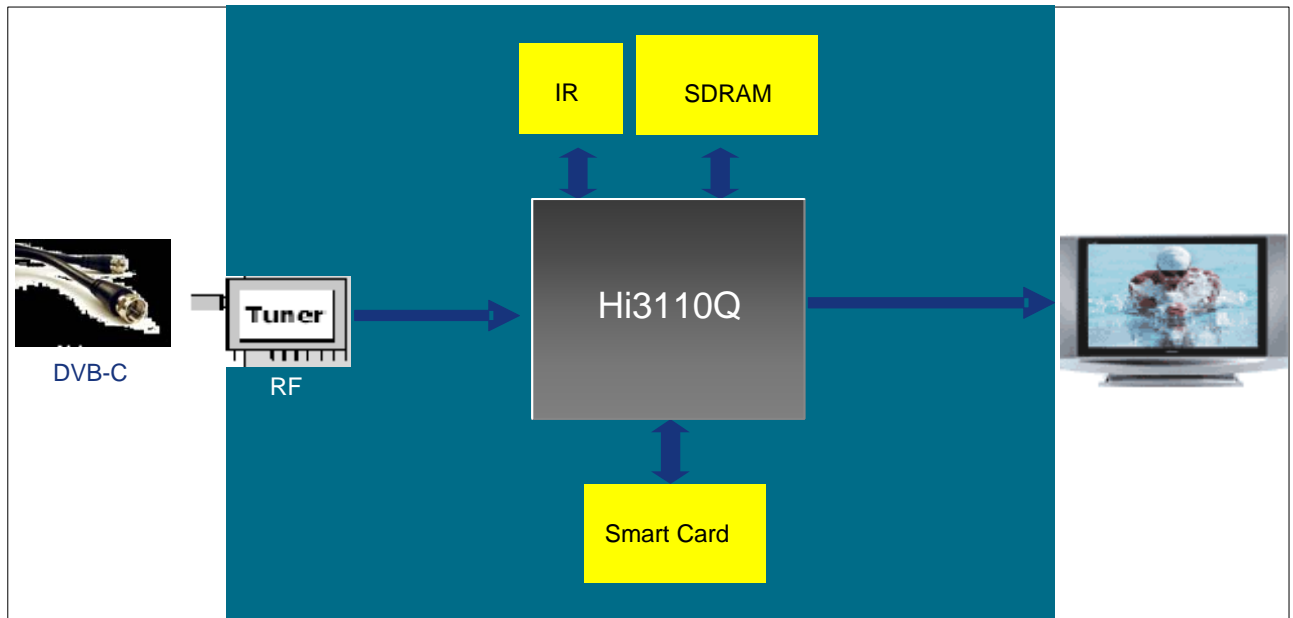 IR
SDRAM
Hi3110Q
Tuner
DVB-C
RF
Smart Card